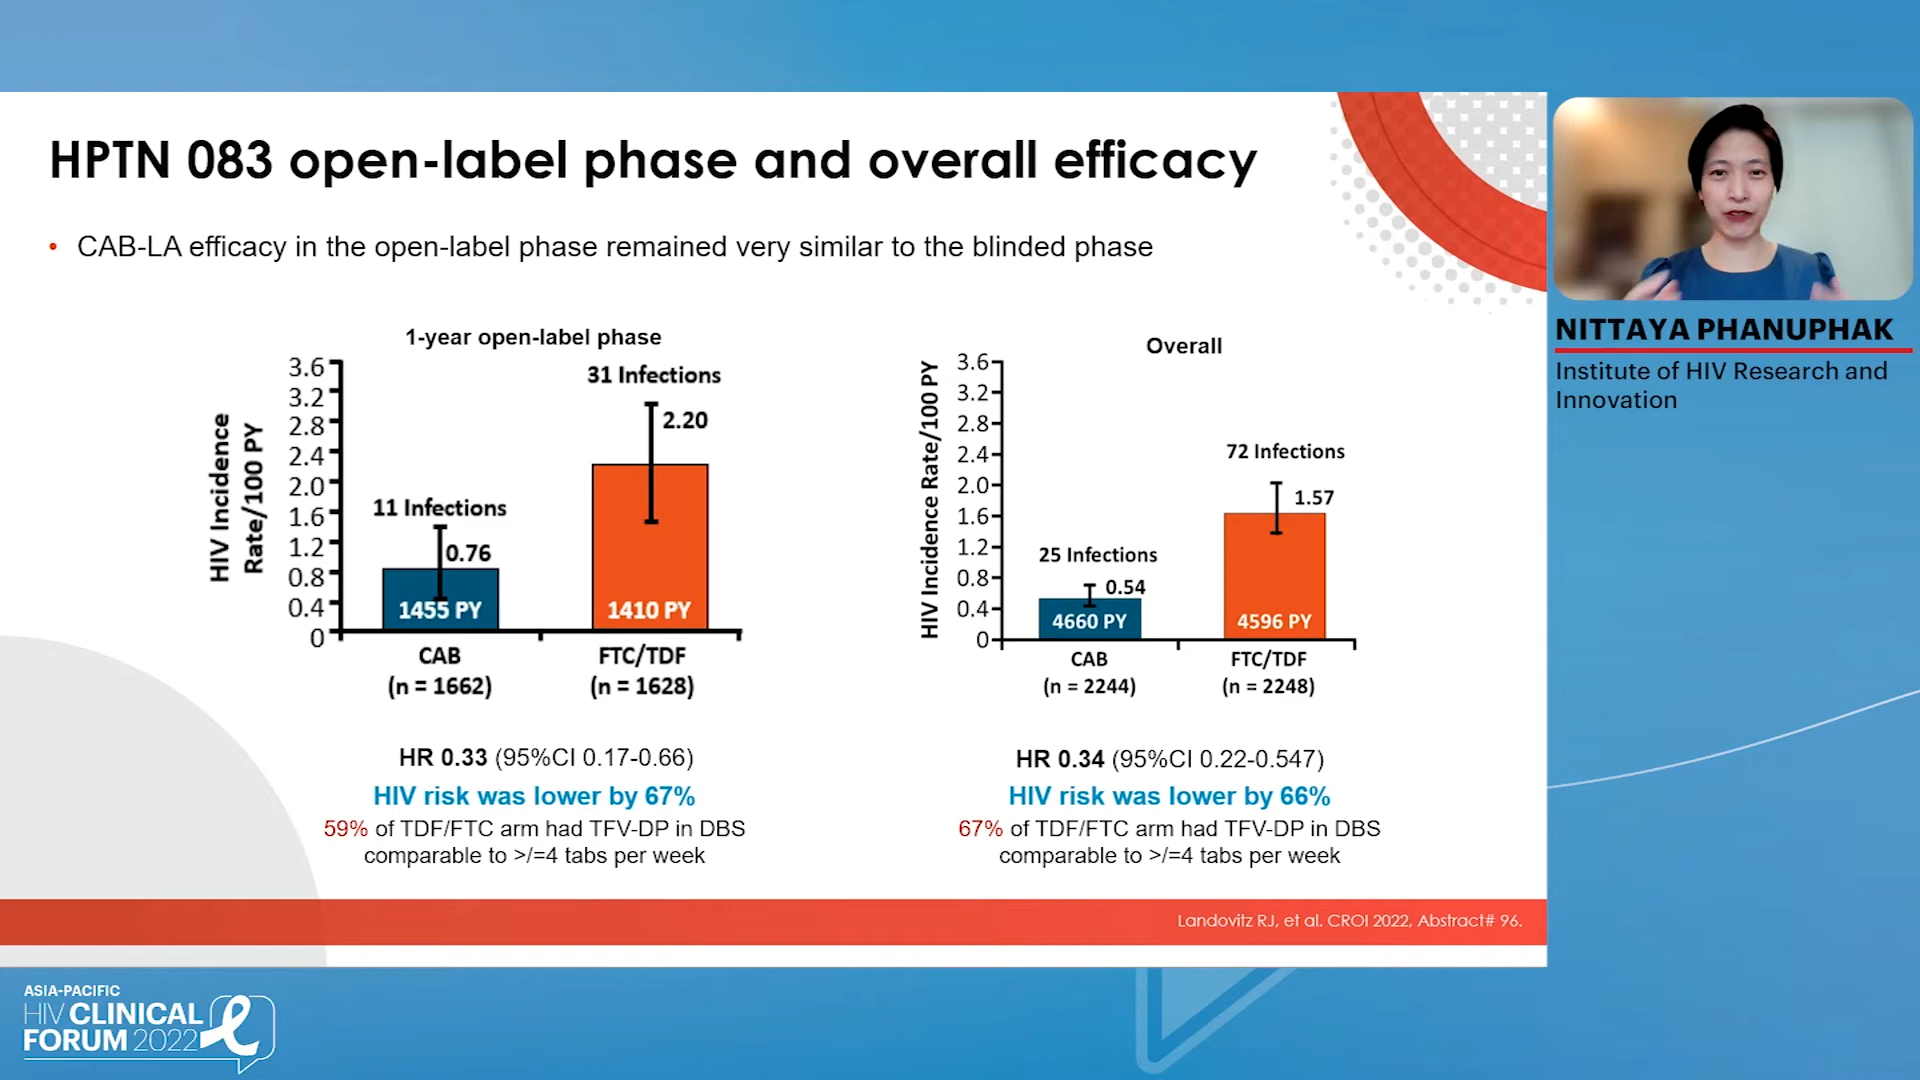 HPTN 083 open-label phase and overall efficacy
• CAB-LA efficacy in the open-label phase remained very similar to the blinded phase
1-year open-label phase
HIV Incidence
Rate/100 PY
3.6
3.2
2.8
2.4
2.0
1.6
1.2
0.8
0.4
0
11 Infections
0.76
1455 PY
31 Infections
2.20
1410 PY
CAB
(n = 1662)
FTC/TDF
(n = 1628)
HR 0.33 (95%CI 0.17-0.66)
HIV risk was lower by 67%
59% of TDF/FTC arm had TFV-DP in DBS
comparable to >/=4 tabs per week
Overall
HIV Incidence Rate/100 PY
3.6
3.2
2.8
2.4
2.0
1.6
1.2
0.8
0.4
0
25 Infections
0.54
4660 PY
72 Infections
1.57
4596 PY
CAB
(n = 2244)
FTC/TDF
(n = 2248)
HR 0.34 (95%CI 0.22-0.547)
HIV risk was lower by 66%
67% of TDF/FTC arm had TFV-DP in DBS
comparable to >/=4 tabs per week
Landovitz RJ, et al. CROI 2022, Abstract# 96.
NITTAYA PHANUPHAK
Institute of HIV Research and
Innovation
ASIA-PACIFIC
HIV CLINICAL
FORUM 2022